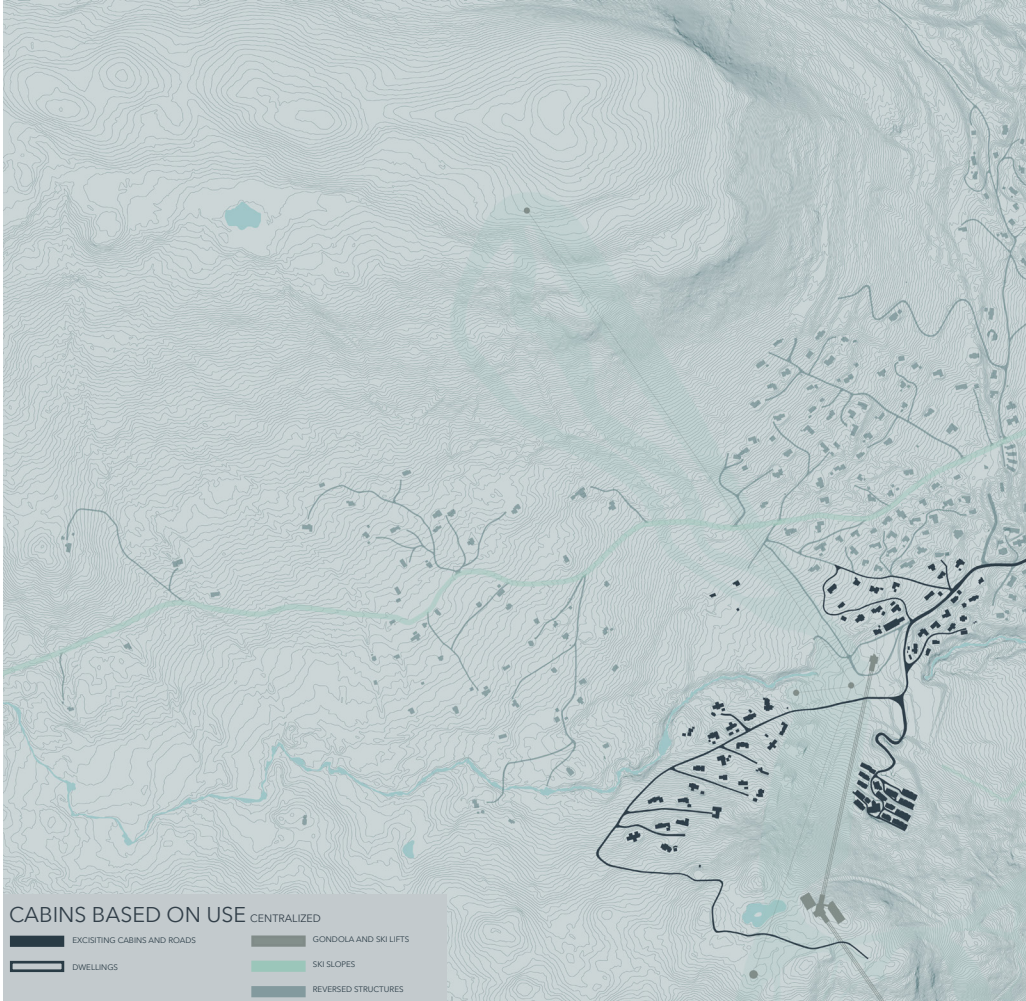 CABINS BASED ON USE CENTRALIZED
EXCISITING CABINS AND ROADS
DWELLINGS
GONDOLA AND SKI LIFTS
SKI SLOPES
REVERSED STRUCTURES